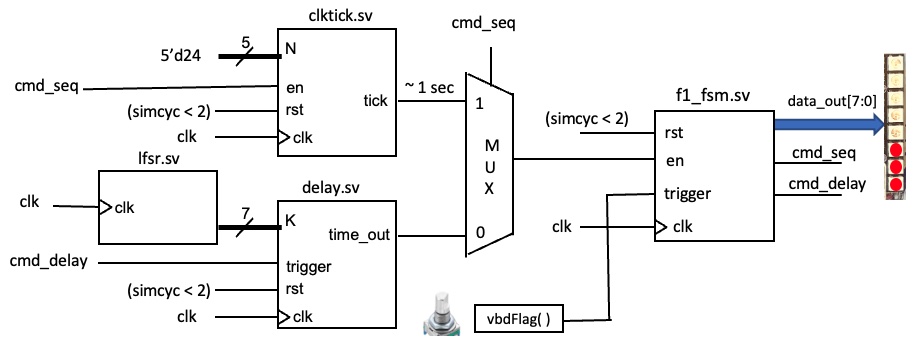 clktick.sv
5'd24
5
N
cmd_seq
en
(simcyc < 2)
rst
clk
clk
tick
~ 1 sec
cmd_seq
1
MUX
0
lfsr.sv
clk
clk
7
delay.sv
K
time_out
cmd_delay
trigger
(simcyc < 2)
rst
clk
clk
vbdFlag( )
f1_fsm.sv
(simcyc < 2)
rst
en
trigger
clk
clk
data_out[7:0]
cmd_seq
cmd_delay